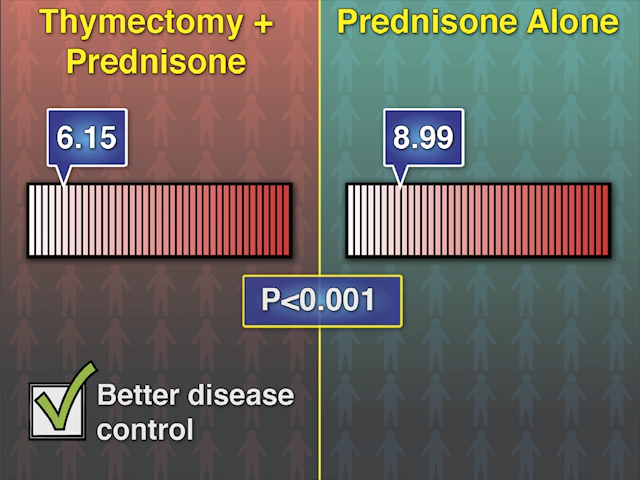 Thymectomy +
Prednisone
Prednisone Alone
6.15
8.99
P<0.001
Better disease
control